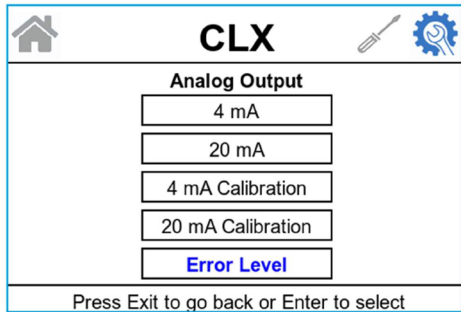 CLX
Analog Output
4 mA
20 mA
4 mA Calibration
20 mA Calibration
Error Level
Press Exit to go back or Enter to select